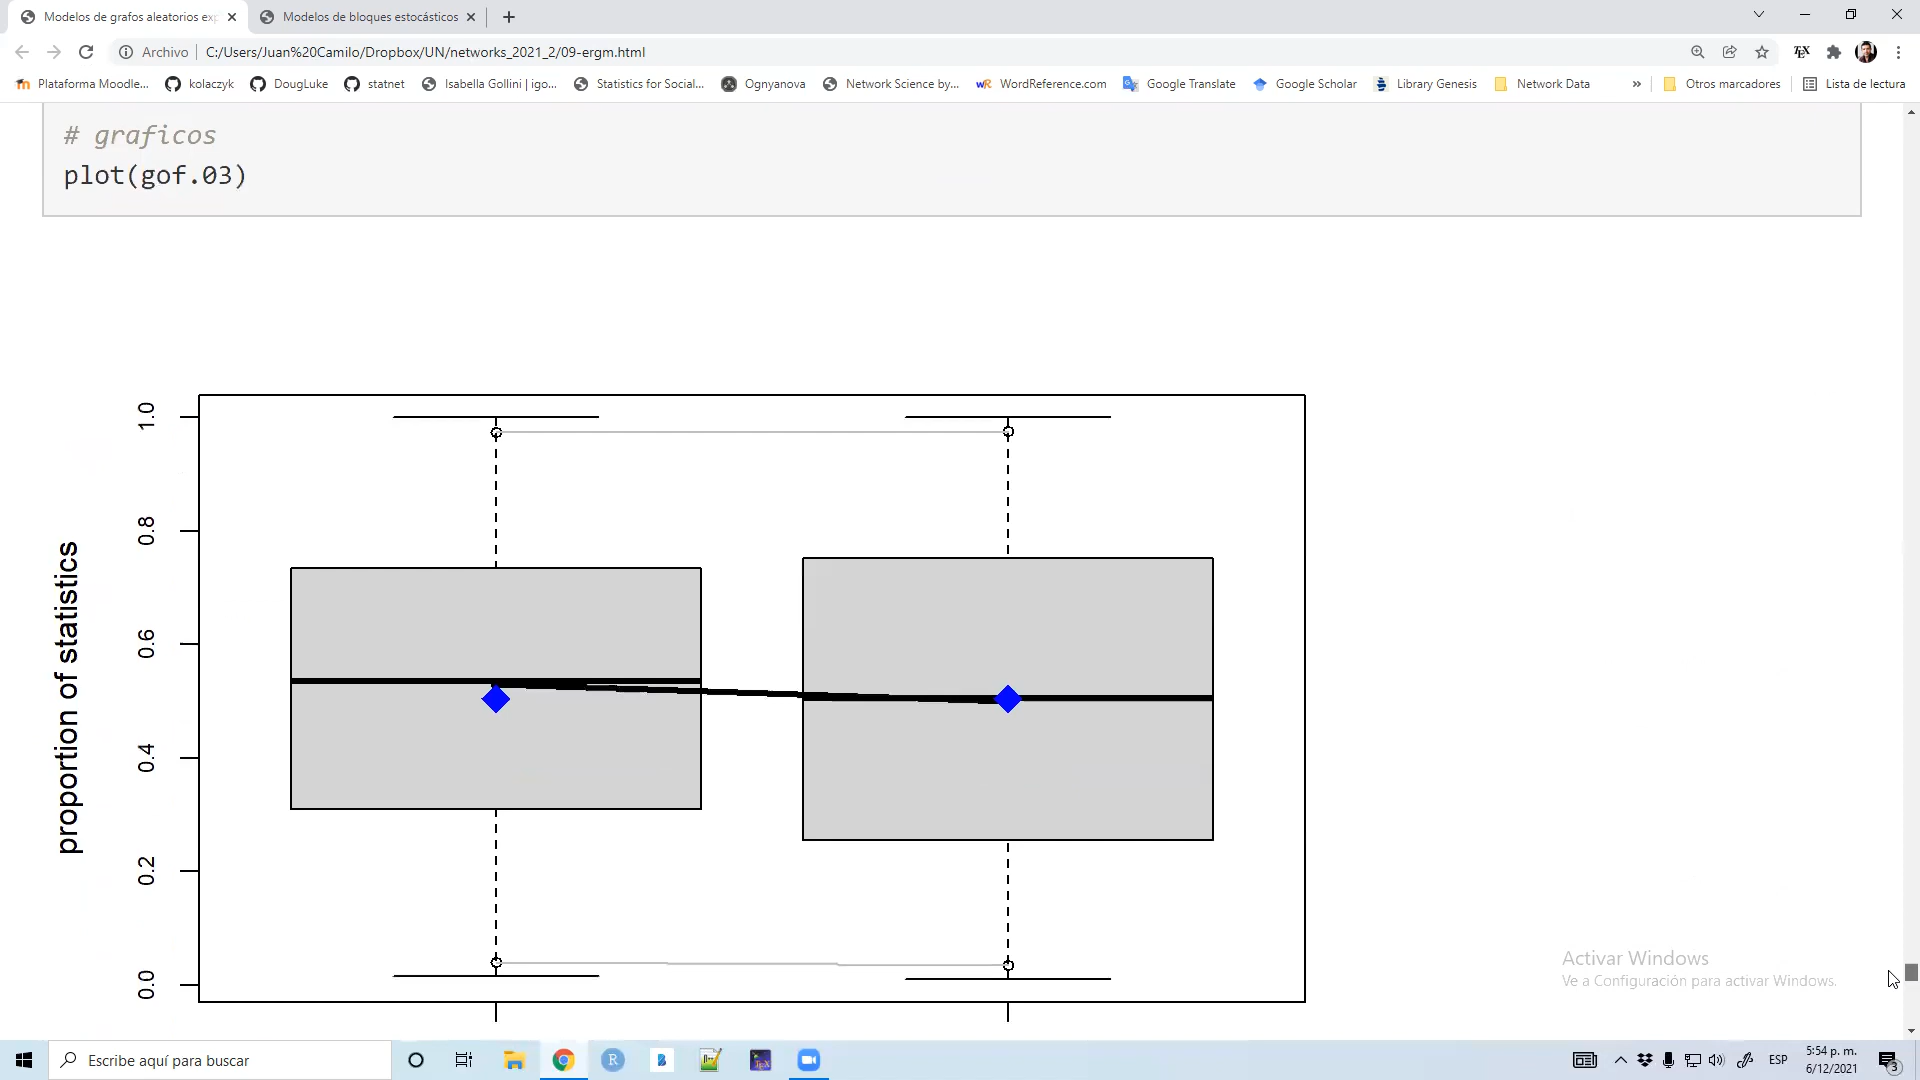 Modelos de grafos aleatorios exp
Modelos de bloques estocásticos
Archivo
C:/Users/Juan%20Camilo/Dropbox/UN/networks_2021_2/09-ergm.html
Plataforma Moodle...
kolaczyk
DougLuke
statnet
Isabella Gollini | igo...
Statistics for Social...
Ognyanova
Network Science by...
WordReference.com
Google Translate
Google Scholar
Library Genesis
Network Data
»
Otros marcadores
Lista de lectura
# graficos
plot(gof.03)
proportion of statistics
1.0
0.8
0.6
0.4
0.2
0.0
Activar Windows
Ve a Configuración para activar Windows.
Escribe aquí para buscar
ESP
5:54 p. m.
6/12/2021
3